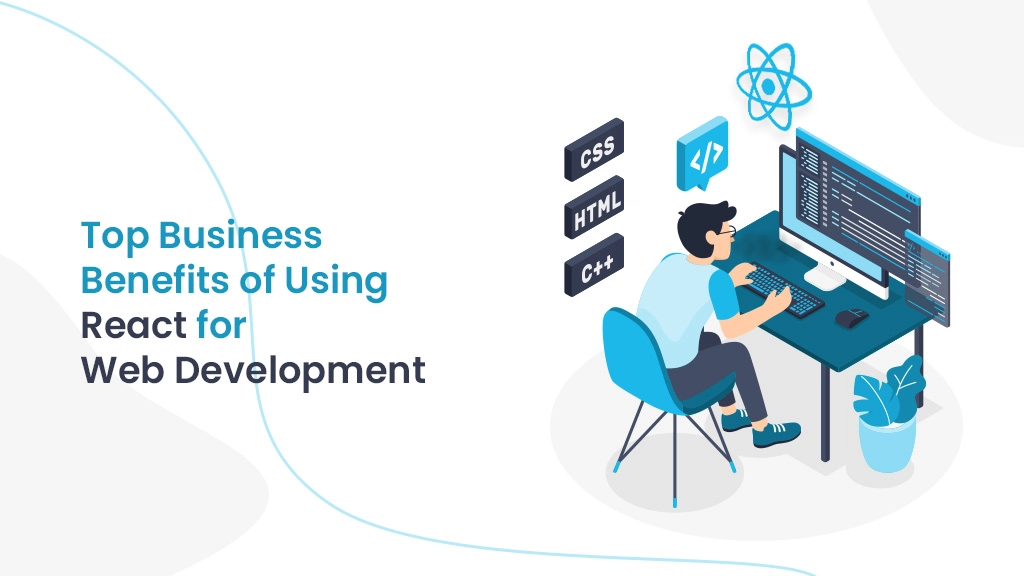 Top Business
Benefits of Using
React for
Web Development
CSS
HTML
C++
</>